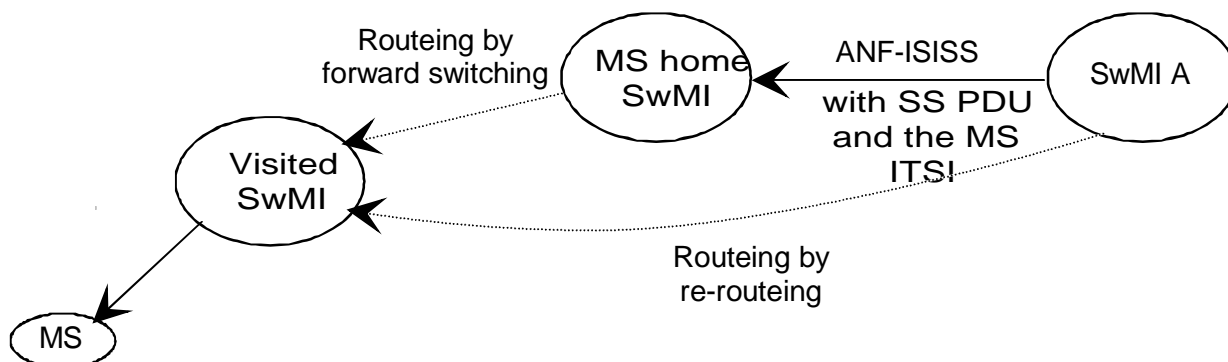 Routeing by
forward switching
MS home
SwMI
ANF-ISISS
SwMI A
with SS PDU
and the MS
ITSI
Visited
SwMI
Routeing by
re-routeing
MS